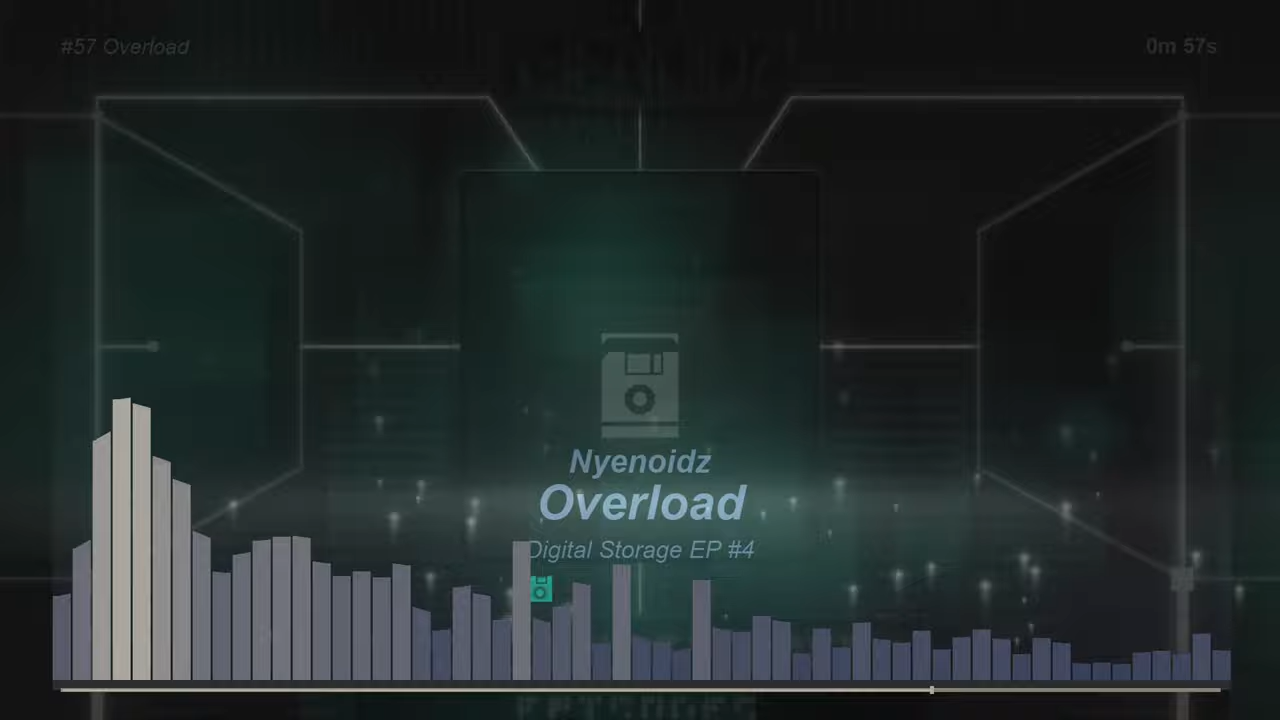 #57 Overload
0m 57s
Nyenoidz
Overload
Digital Storage EP #4